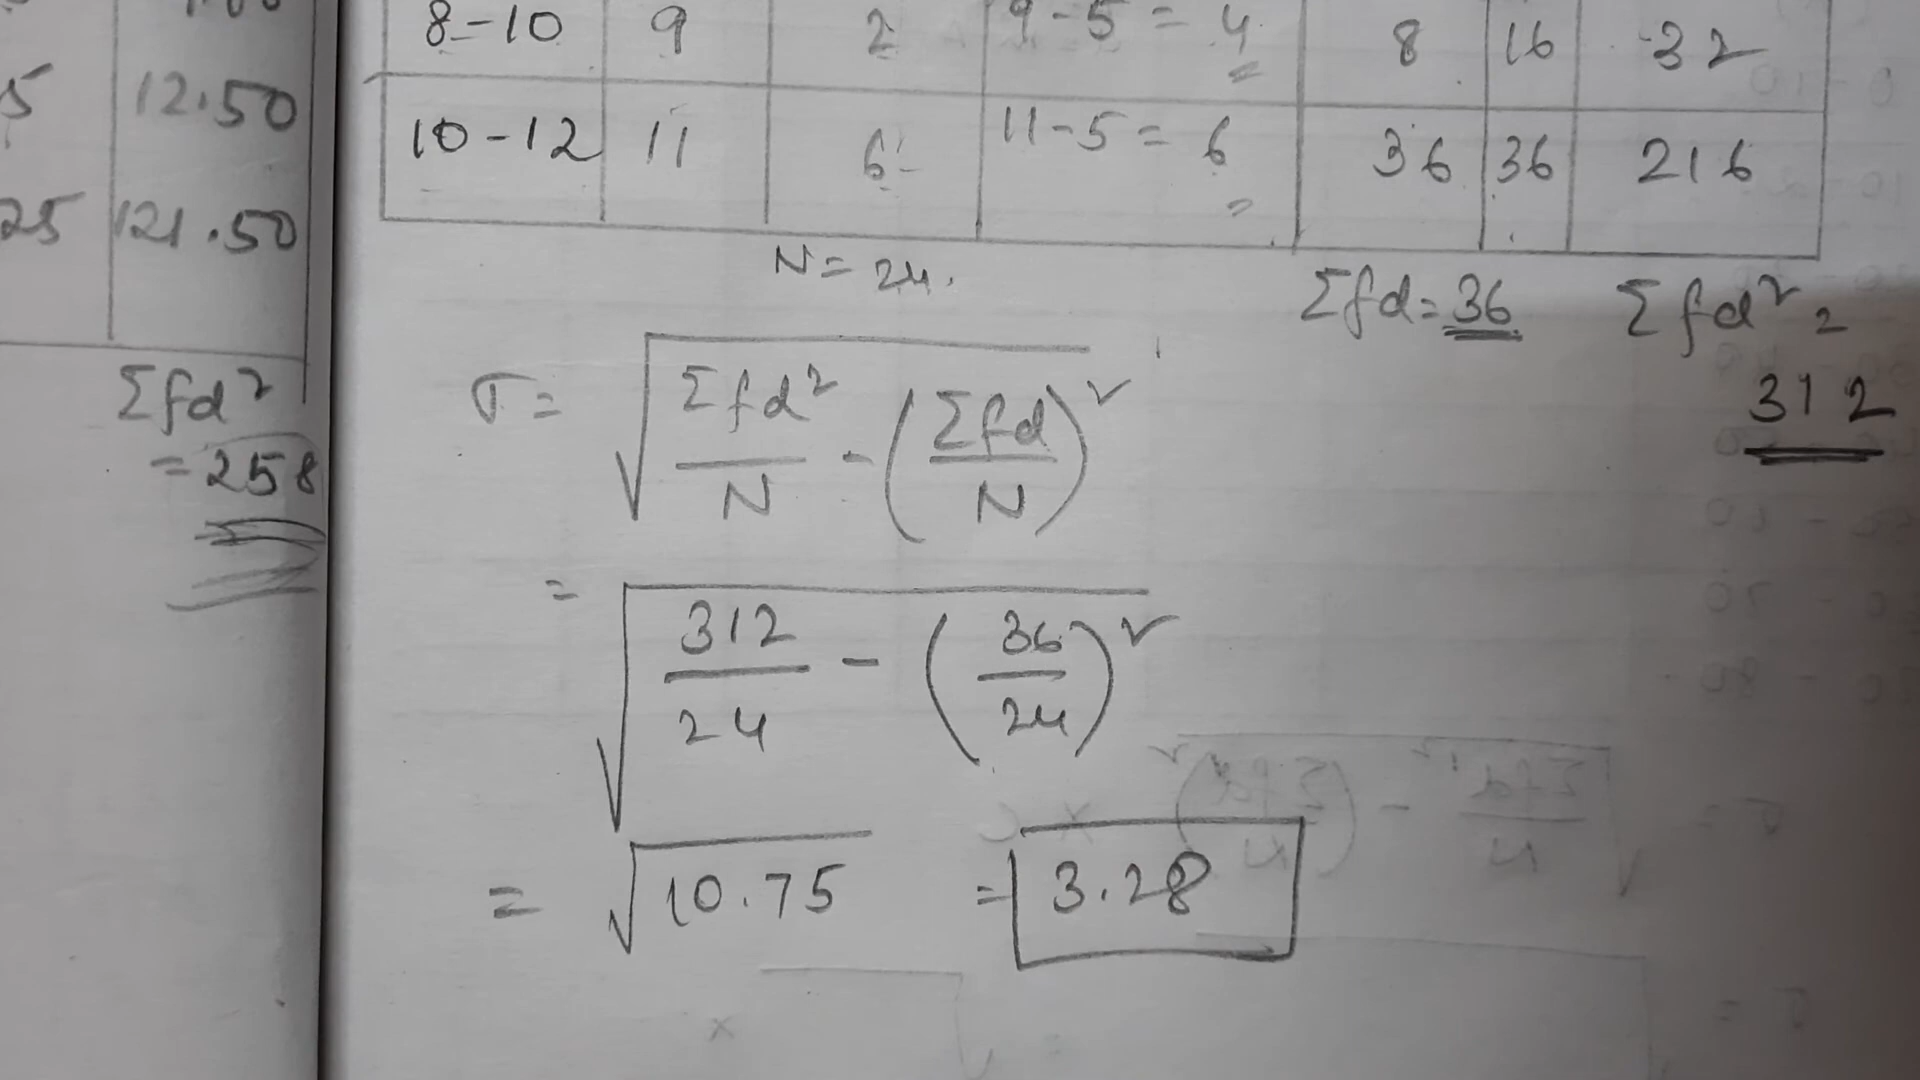 5 12.50
25 121.50
Σfd²
= 258
8-10 9 2 9-5 = 4 8 16 32
10-12 11 6 11-5 = 6 36 36 216
N = 24.
Σfd = 36 Σfd² =
312
σ = √ Σfd²/N - (Σfd/N)²
= √ 312/24 - (36/24)²
= √10.75 = 3.28